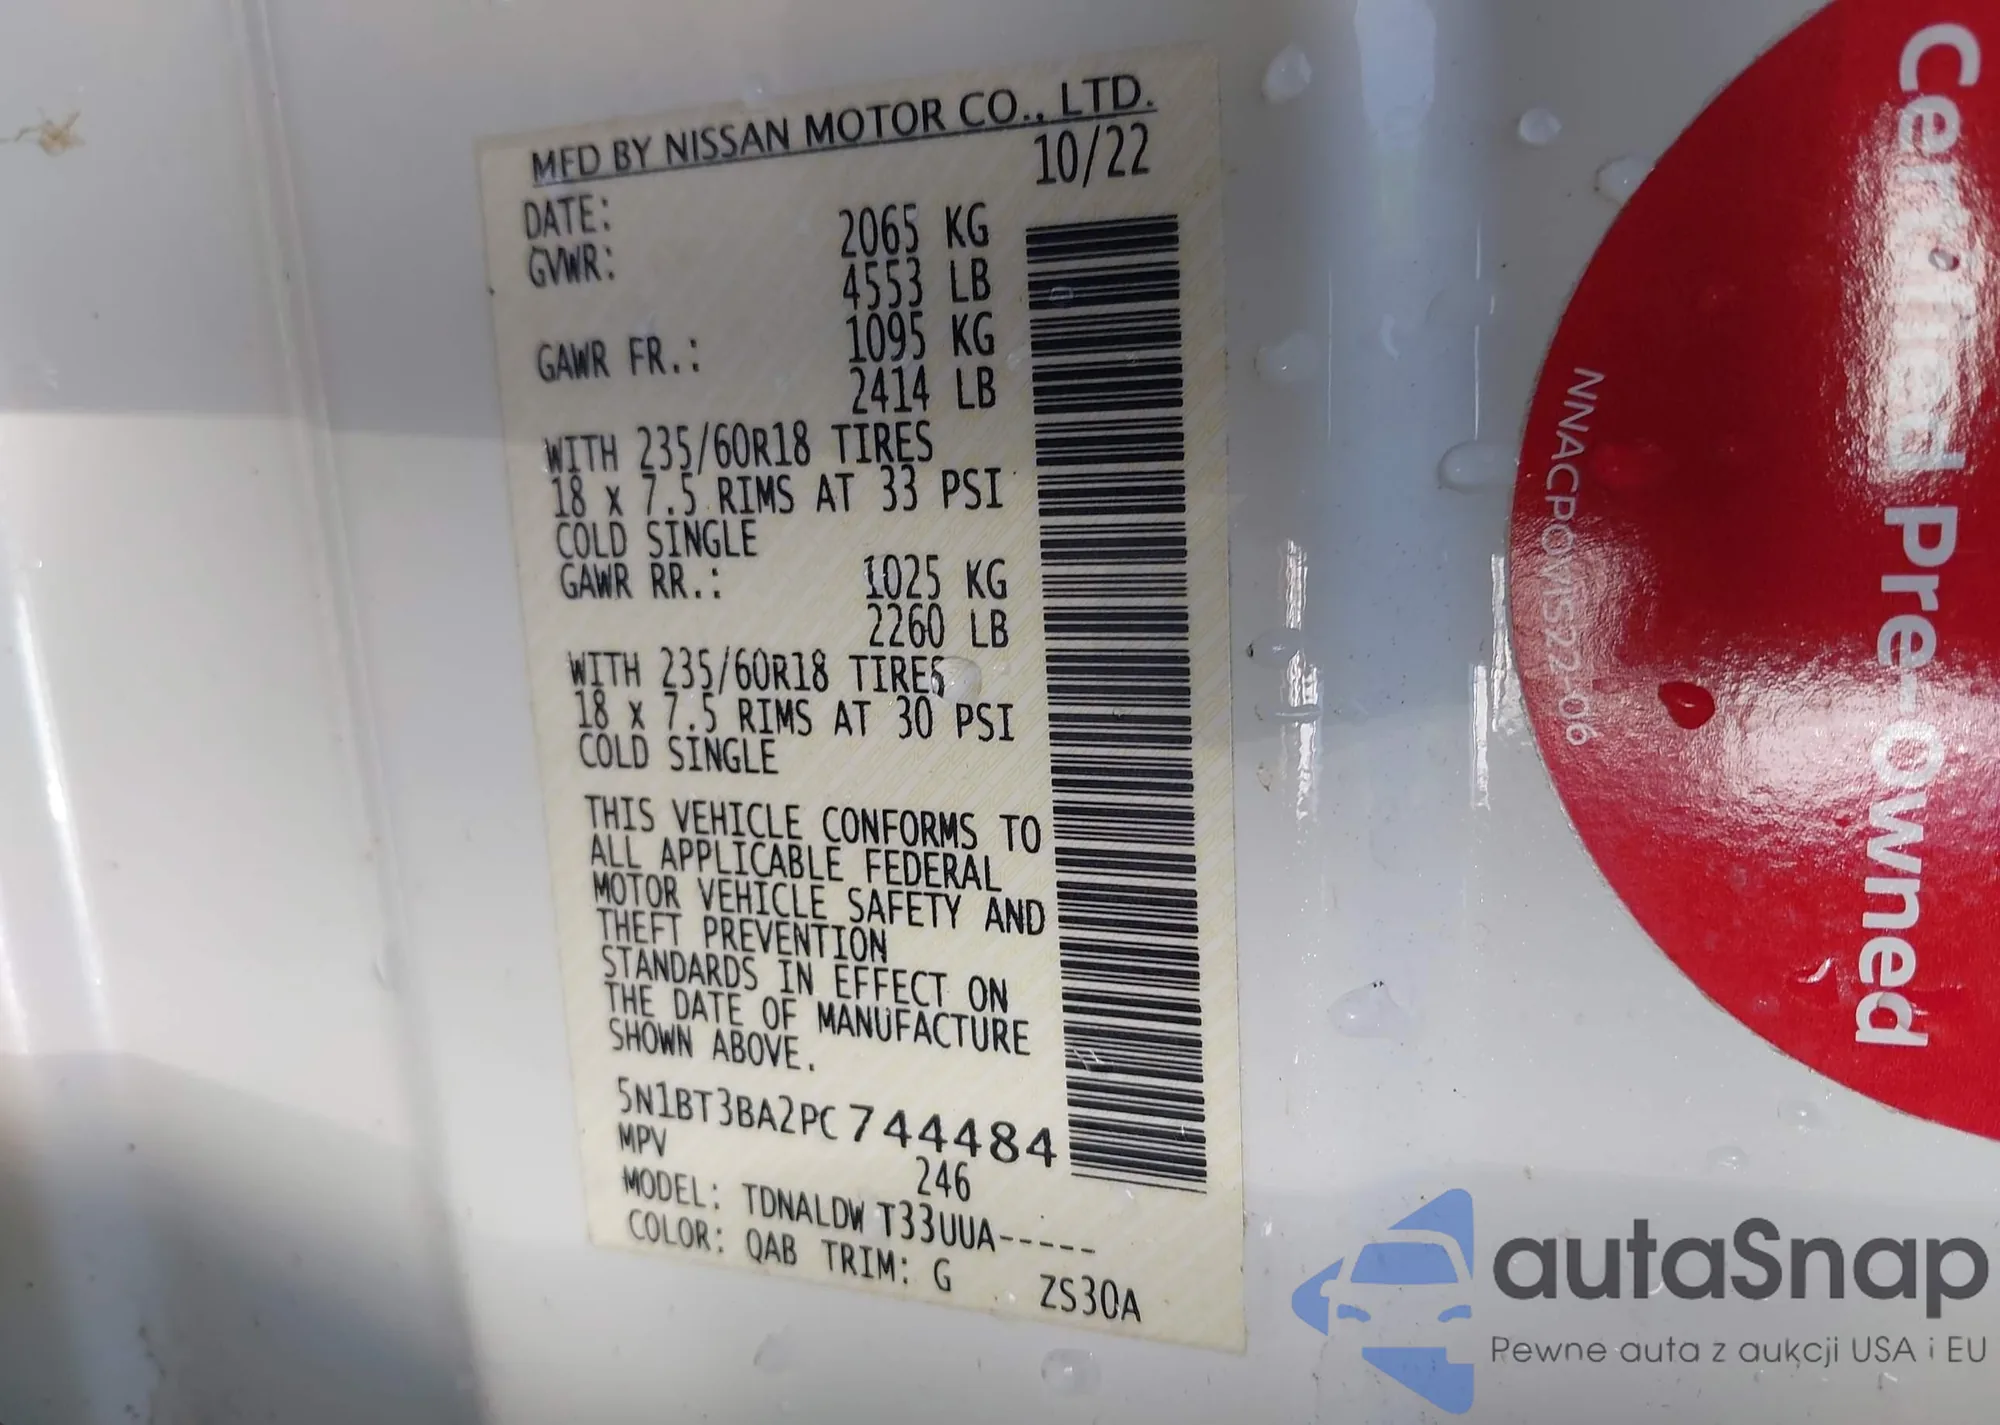 MFD BY NISSAN MOTOR CO., LTD.
DATE: 10/22
GVWR: 2065 KG
4553 LB
GAWR FR.: 1095 KG
2414 LB
WITH 235/60R18 TIRES
18 x 7.5 RIMS AT 33 PSI
COLD SINGLE
GAWR RR.: 1025 KG
2260 LB
WITH 235/60R18 TIRES
18 x 7.5 RIMS AT 30 PSI
COLD SINGLE
THIS VEHICLE CONFORMS TO
ALL APPLICABLE FEDERAL
MOTOR VEHICLE SAFETY AND
THEFT PREVENTION
STANDARDS IN EFFECT ON
THE DATE OF MANUFACTURE
SHOWN ABOVE.
5N1BT3BA2PC744484
MPV 246
MODEL: TDNALDW T33UUA-----
COLOR: QAB TRIM: G ZS30A
Certified Pre-Owned
NNACPOVIS22-06
autaSnap
Pewne auta z aukcji USA i EU